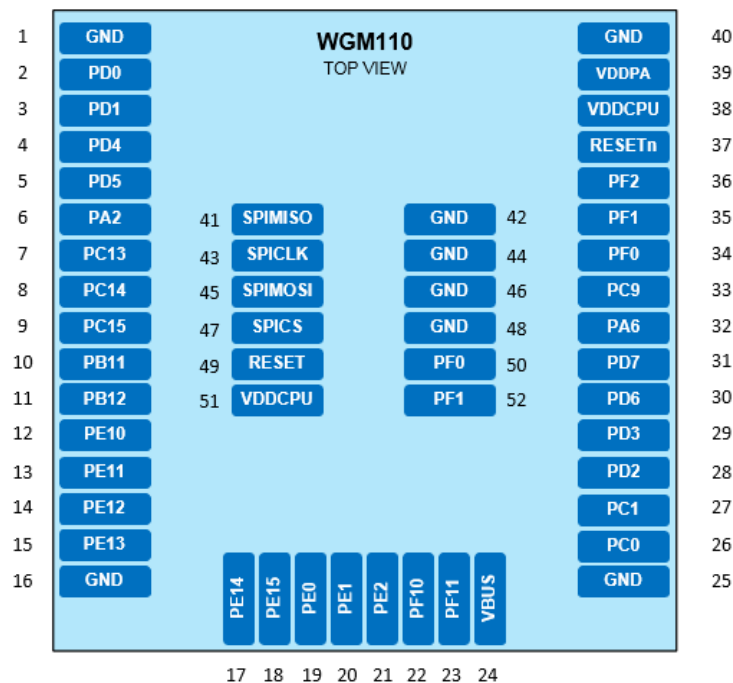 WGM110
TOP VIEW
1 GND GND 40
2 PD0 VDDPA 39
3 PD1 VDDCPU 38
4 PD4 RESETn 37
5 PD5 PF2 36
6 PA2 41 SPIMISO GND 42 PF1 35
7 PC13 43 SPICLK GND 44 PF0 34
8 PC14 45 SPIMOSI GND 46 PC9 33
9 PC15 47 SPICS GND 48 PA6 32
10 PB11 49 RESET PF0 50 PD7 31
11 PB12 51 VDDCPU PF1 52 PD6 30
12 PE10 PD3 29
13 PE11 PD2 28
14 PE12 PC1 27
15 PE13 PC0 26
16 GND GND 25
PE14 PE15 PE0 PE1 PE2 PF10 PF11 VBUS
17 18 19 20 21 22 23 24